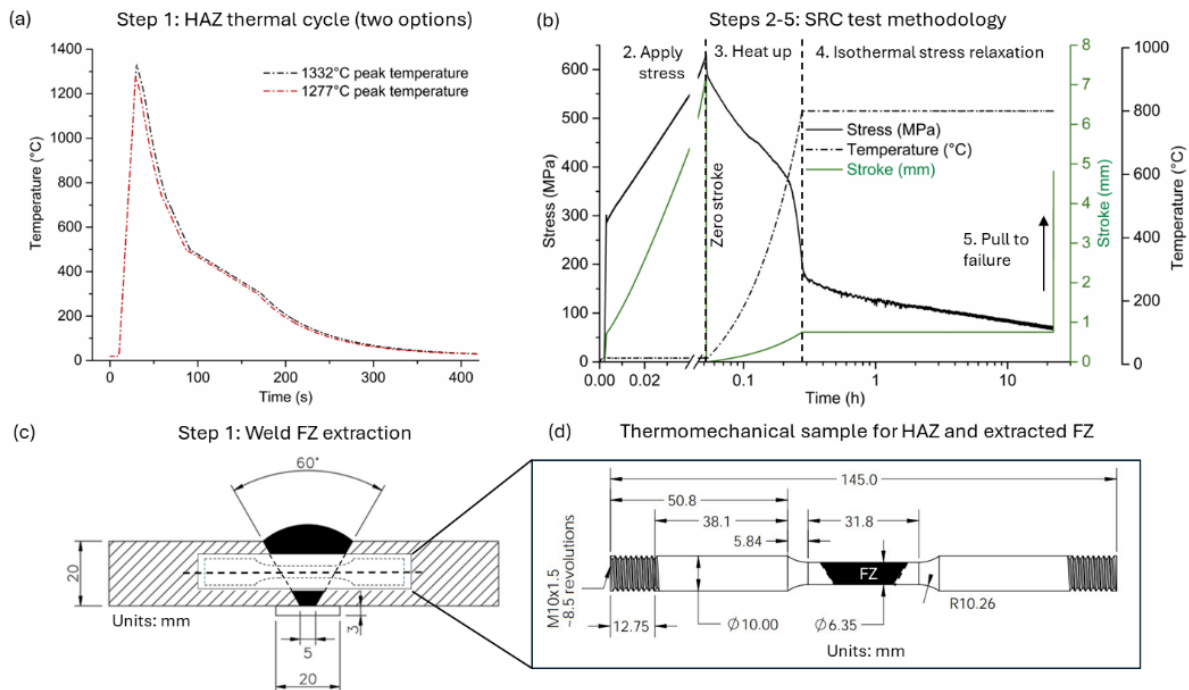 (a)
Step 1: HAZ thermal cycle (two options)
1400
1200
1000
800
600
400
200
0
Temperature (°C)
1332°C peak temperature
1277°C peak temperature
0
100
200
300
400
Time (s)
(b)
Steps 2-5: SRC test methodology
600
500
400
300
200
150
100
0
Stress (MPa)
2. Apply
stress
3. Heat up
4. Isothermal stress relaxation
Stress (MPa)
Temperature (°C)
Stroke (mm)
Zero stroke
5. Pull to
failure
8
7
6
5
4
3
2
1
0
Stroke (mm)
1000
800
600
400
200
0
Temperature (°C)
0.00
0.02
0.1
1
10
Time (h)
(c)
Step 1: Weld FZ extraction
60°
20
3
Units: mm
5
20
(d)
Thermomechanical sample for HAZ and extracted FZ
145.0
50.8
38.1
31.8
5.84
M10x1.5
~8.5 revolutions
FZ
R10.26
12.75
Ø10.00
Ø6.35
Units: mm